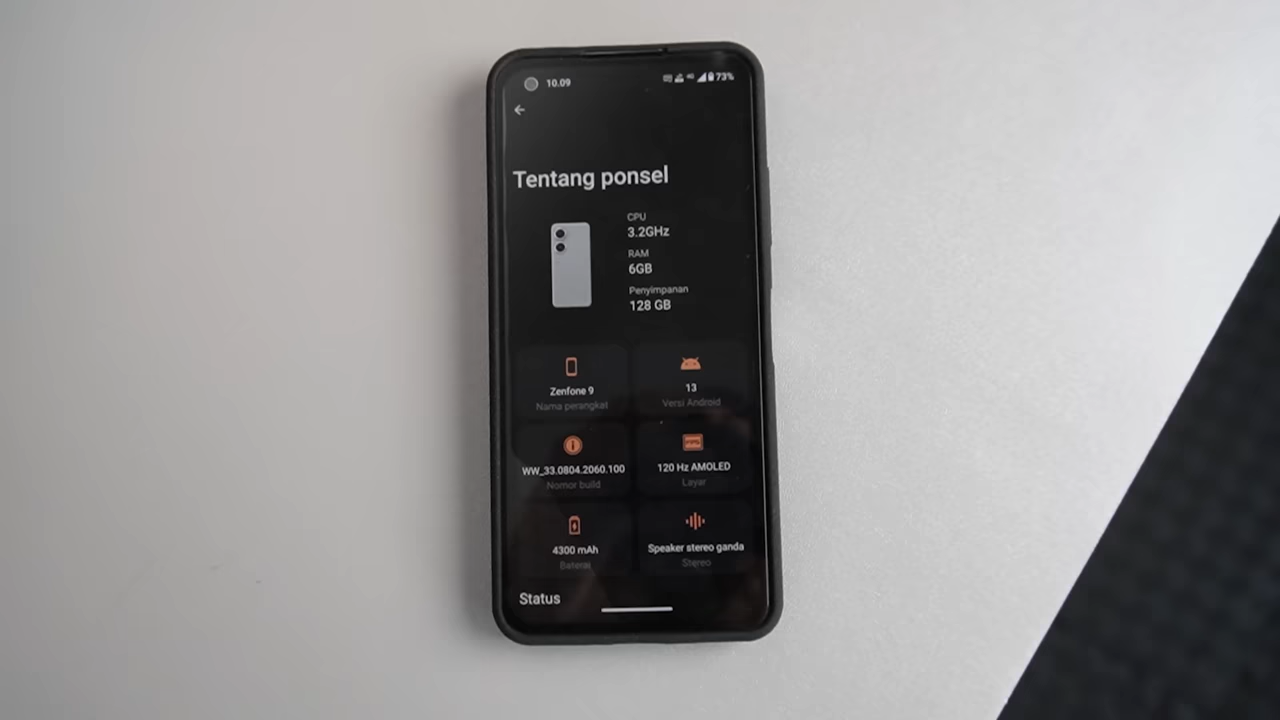 10.09
4G 73%
Tentang ponsel
CPU
3.2GHz
RAM
6GB
Penyimpanan
128 GB
Zenfone 9
Nama perangkat
13
Versi Android
WW_33.0804.2060.100
Nomor build
120 Hz AMOLED
Layar
4300 mAh
Baterai
Speaker stereo ganda
Stereo
Status